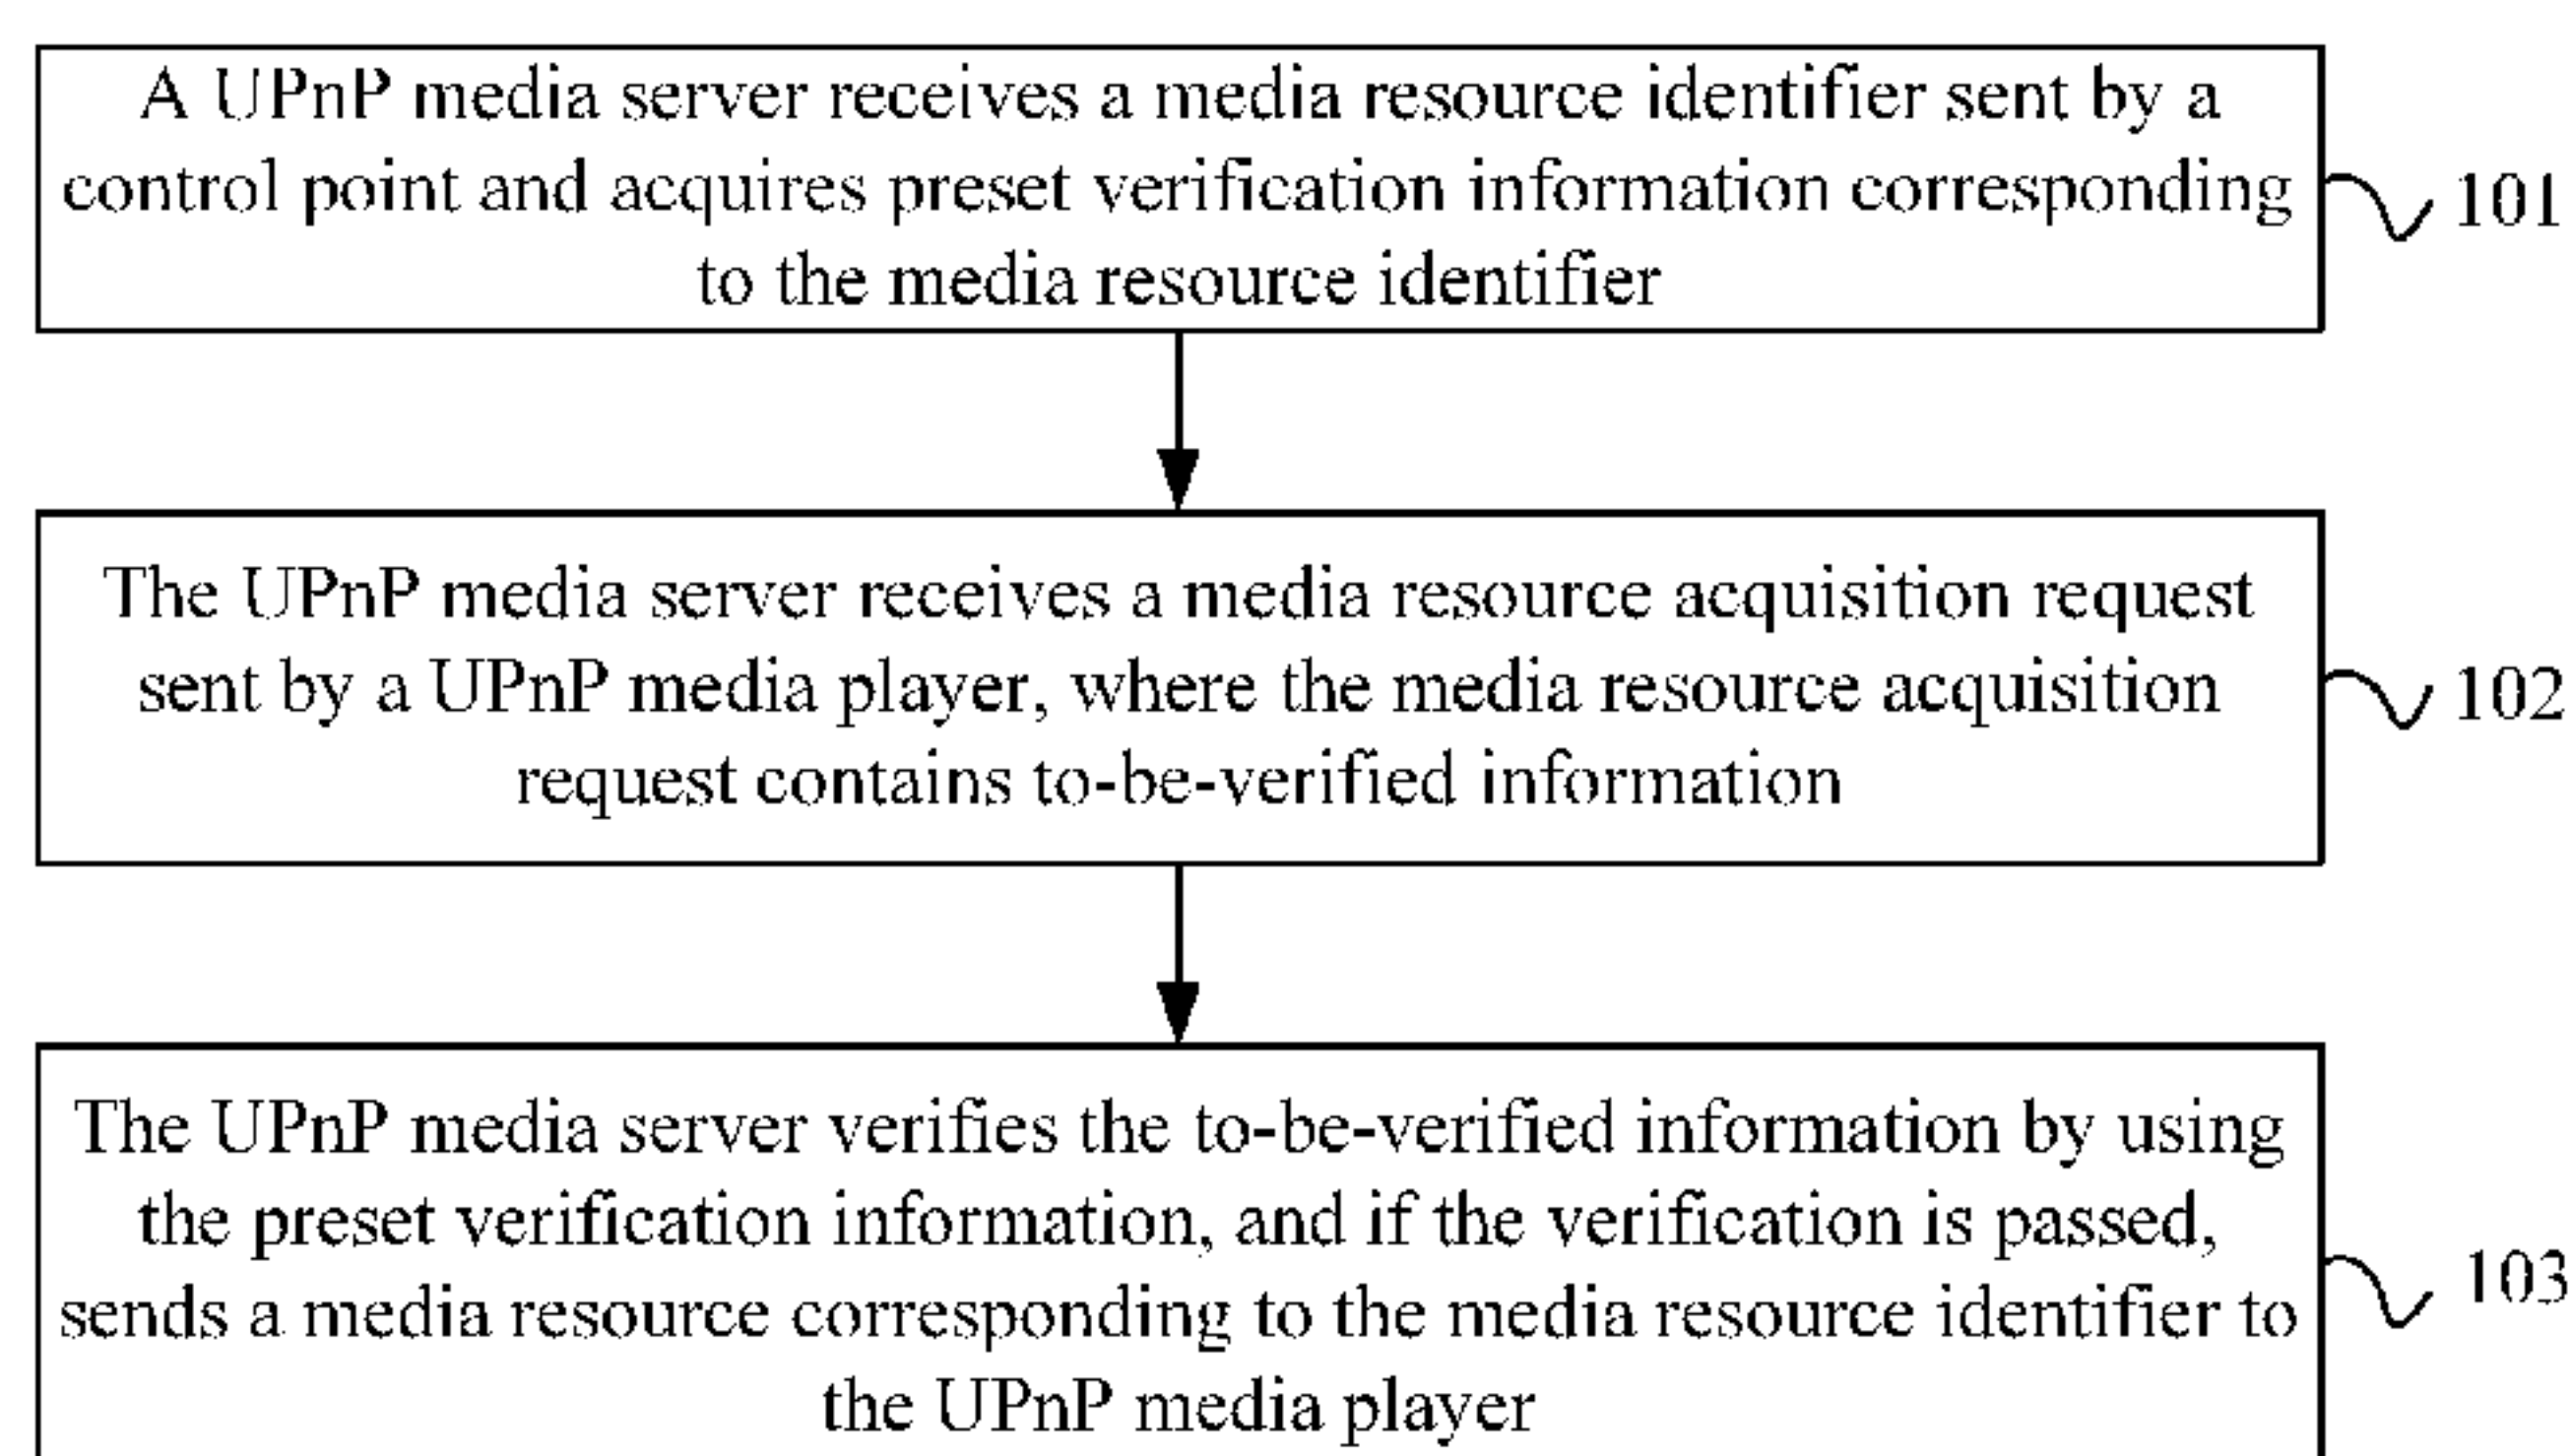 A UPnP media server receives a media resource identifier sent by a
control point and acquires preset verification information corresponding
to the media resource identifier
101
The UPnP media server receives a media resource acquisition request
sent by a UPnP media player, where the media resource acquisition
request contains to-be-verified information
102
The UPnP media server verifies the to-be-verified information by using
the preset verification information, and if the verification is passed,
sends a media resource corresponding to the media resource identifier to
the UPnP media player
103